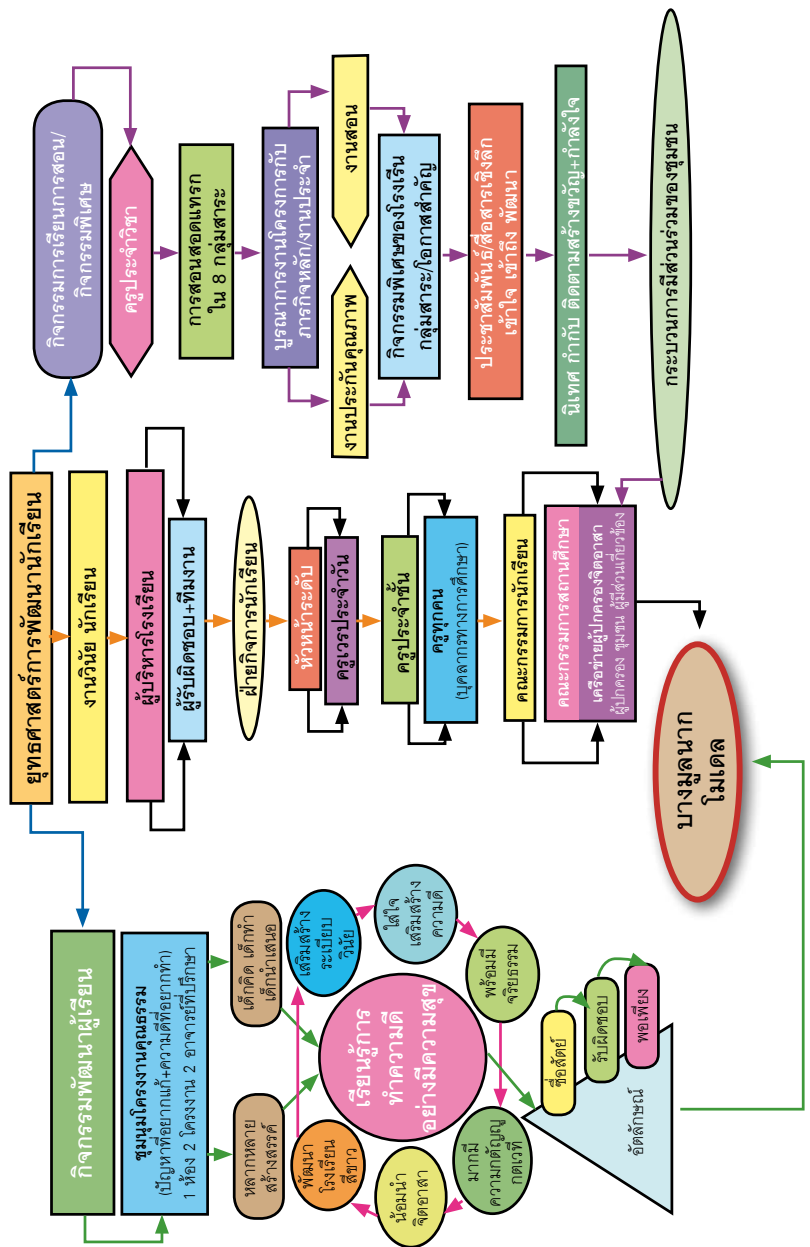 ยุทธศาสตร์การพัฒนานักเรียน
งานวินัย นักเรียน
ผู้บริหารโรงเรียน
ผู้รับผิดชอบ+ทีมงาน
ฝ่ายกิจการนักเรียน
หัวหน้าระดับ
ครูเวรประจำวัน
ครูประจำชั้น
ครูทุกคน
(บุคลากรทางการศึกษา)
คณะกรรมการนักเรียน
คณะกรรมการสถานศึกษา
เครือข่ายผู้ปกครองจิตอาสา
ผู้ปกครอง ชุมชน ผู้มีส่วนเกี่ยวข้อง
บางมูลนาก
โมเดล
กิจกรรมพัฒนาผู้เรียน
ชุมนุมโครงงานคุณธรรม
(ปัญหาที่อยากแก้+ความดีที่อยากทำ)
1 ห้อง 2 โครงงาน 2 อาจารย์ที่ปรึกษา
หลากหลาย
สร้างสรรค์
เด็กคิด เด็กทำ
เด็กนำเสนอ
เรียนรู้การ
ทำความดี
อย่างมีความสุข
เสริมสร้าง
ระเบียบ
วินัย
ใส่ใจ
เสริมสร้าง
ความดี
พร้อมมี
จริยธรรม
มากมี
ความกตัญญู
กตเวที
น้อมนำ
จิตอาสา
พัฒนา
โรงเรียน
สีขาว
อัตลักษณ์
ซื่อสัตย์
รับผิดชอบ
พอเพียง
กิจกรรมการเรียนการสอน/
กิจกรรมพิเศษ
ครูประจำวิชา
การสอนสอดแทรก
ใน 8 กลุ่มสาระ
บูรณาการงานโครงการกับ
ภารกิจหลัก/งานประจำ
งานประกันคุณภาพ
งานสอน
กิจกรรมพิเศษของโรงเรีน
กลุ่มสาระ/โอกาสสำคัญ
ประชาสัมพันธ์/สื่อสารเชิงลึก
เข้าใจ เข้าถึง พัฒนา
นิเทศ กำกับ ติดตามสร้างขวัญ+กำลังใจ
กระบวนการมีส่วนร่วมของชุมชน